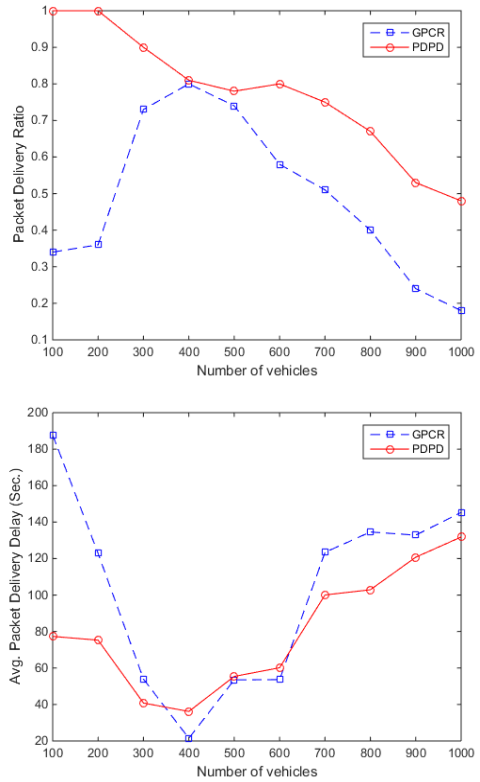 Packet Delivery Ratio
1
0.9
0.8
0.7
0.6
0.5
0.4
0.3
0.2
0.1
GPCR
PDPD
100 200 300 400 500 600 700 800 900 1000
Number of vehicles
Avg. Packet Delivery Delay (Sec.)
200
180
160
140
120
100
80
60
40
20
GPCR
PDPD
100 200 300 400 500 600 700 800 900 1000
Number of vehicles